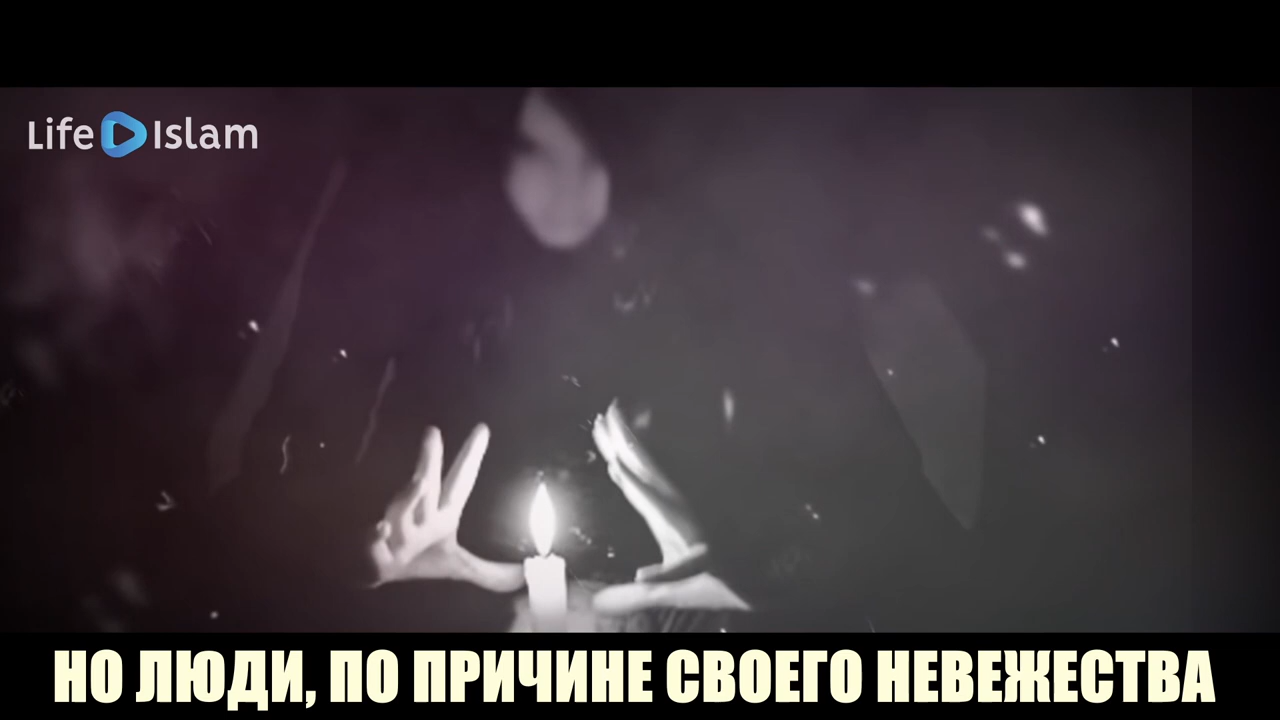 Life Islam
НО ЛЮДИ, ПО ПРИЧИНЕ СВОЕГО НЕВЕЖЕСТВА